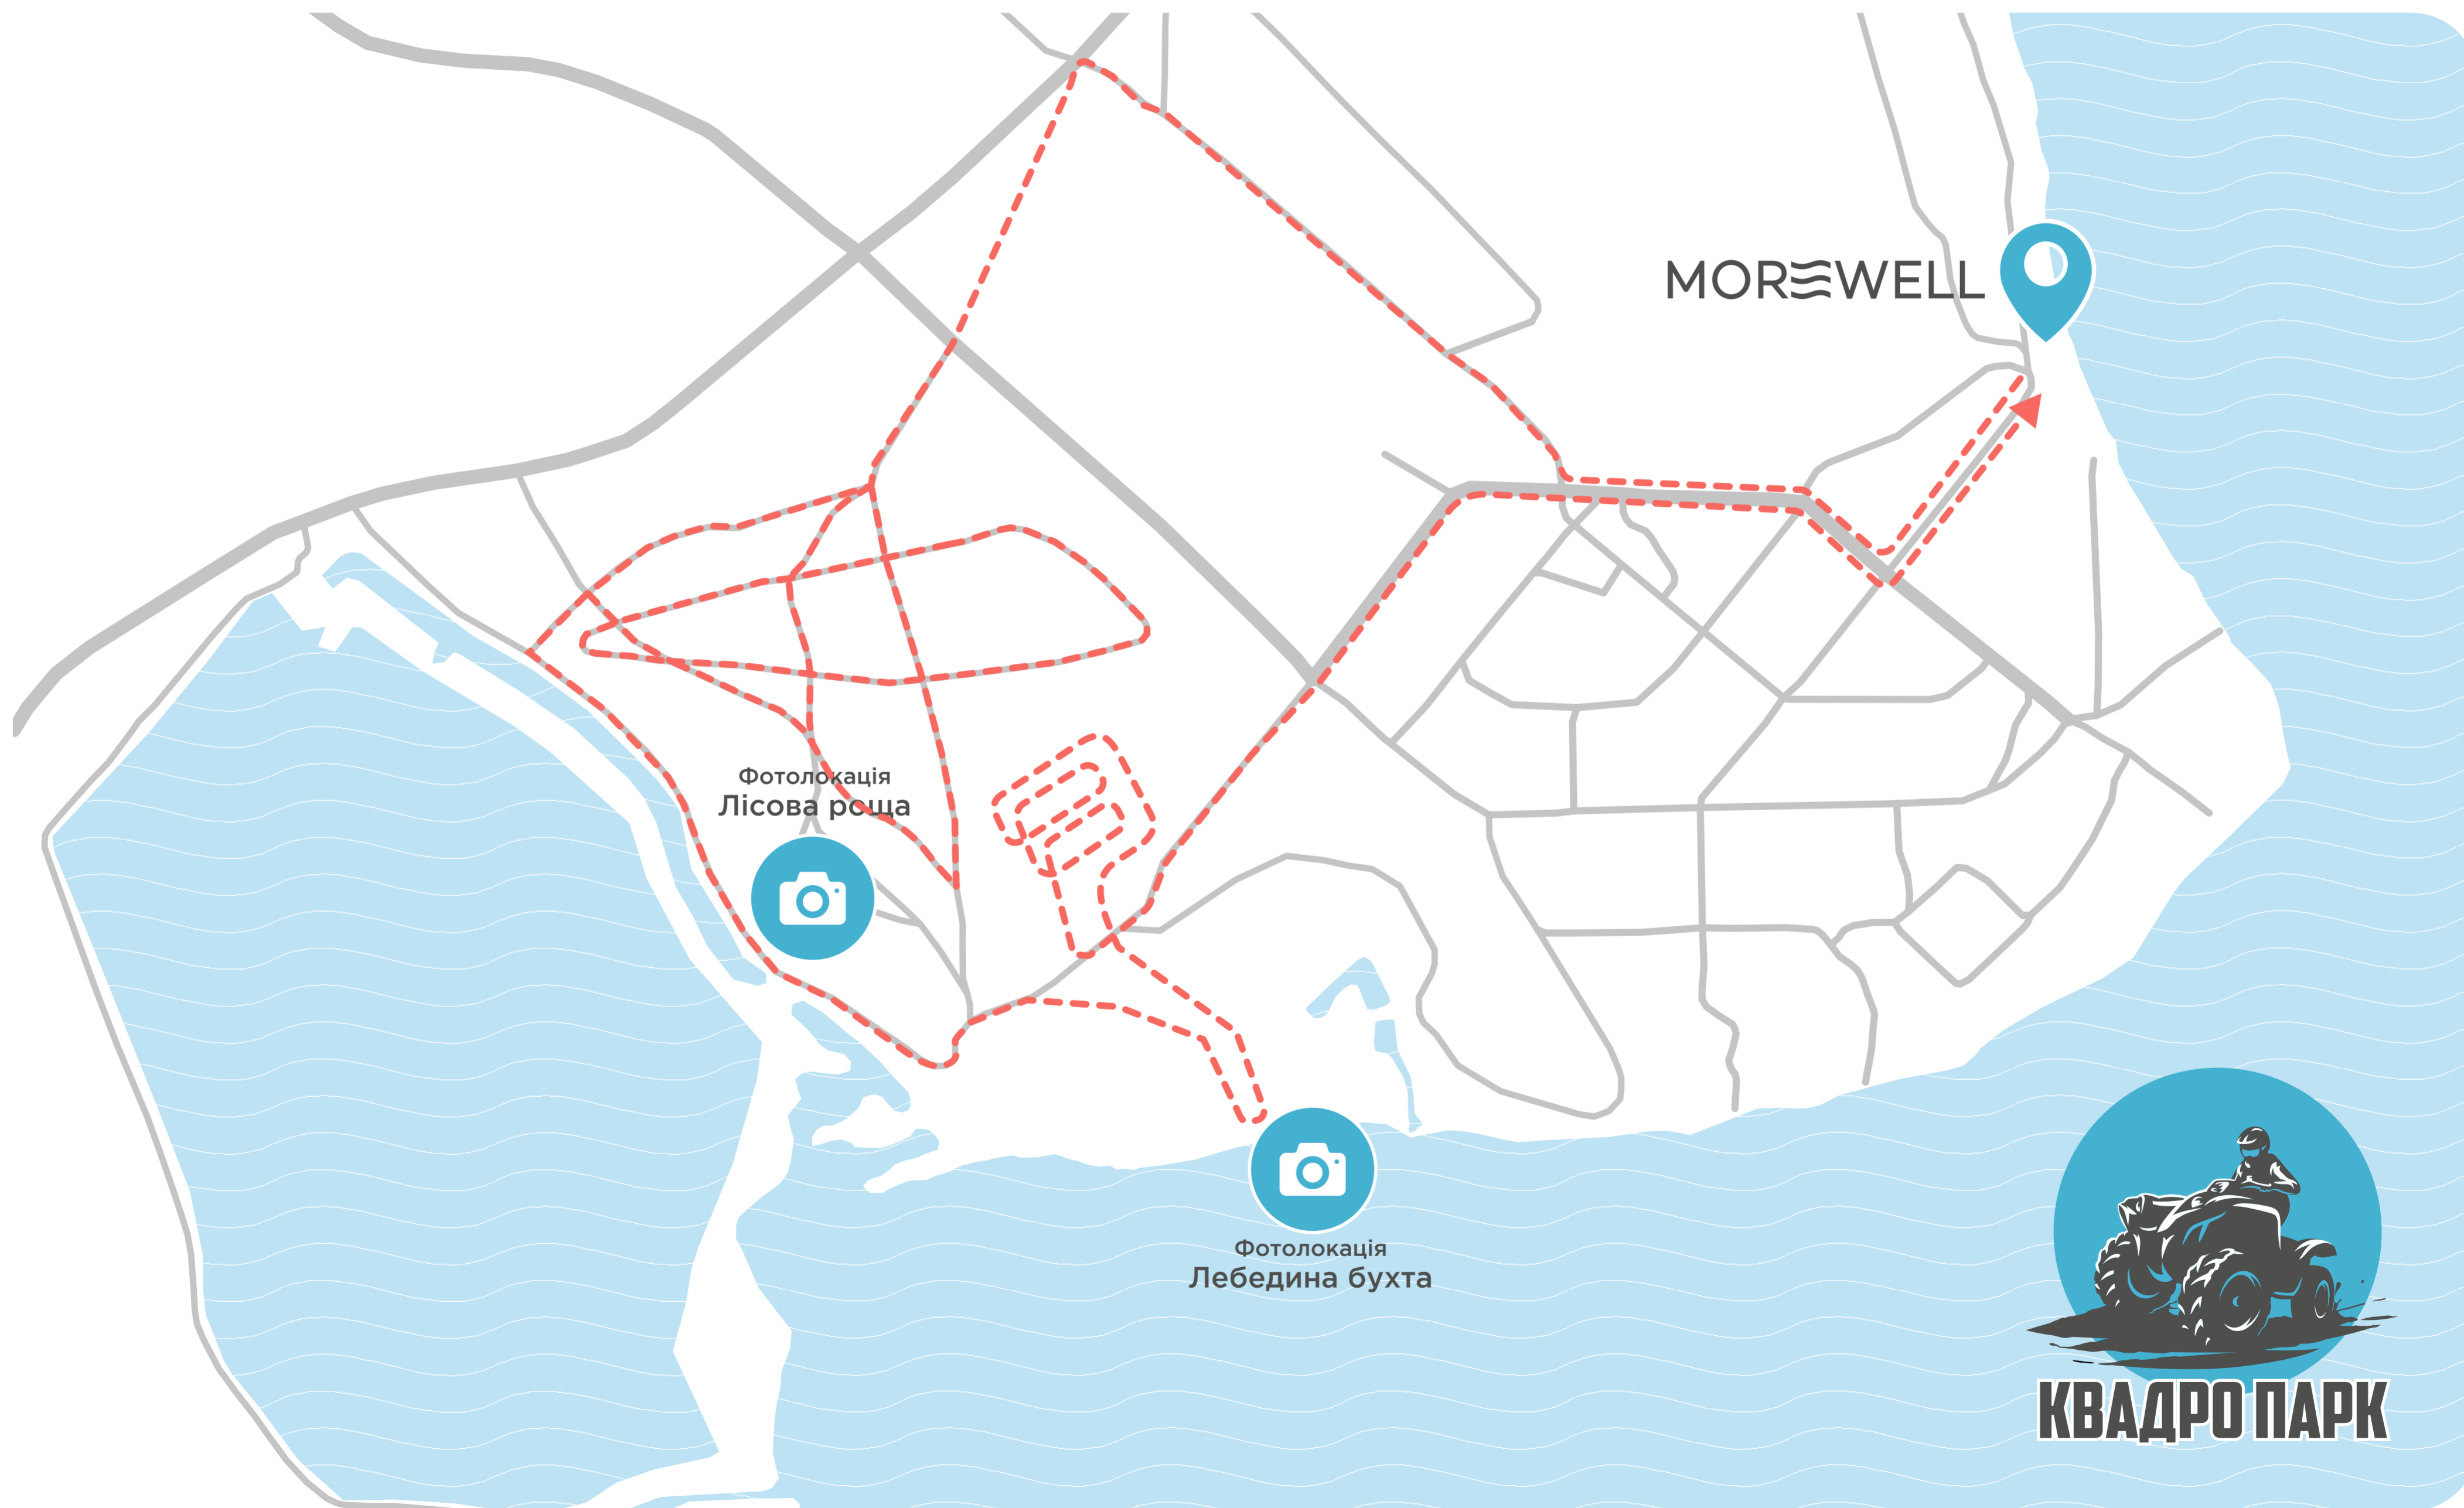 MOREWELL
Фотолокація
Лісова роща
Фотолокація
Лебедина бухта
КВАДРО ПАРК